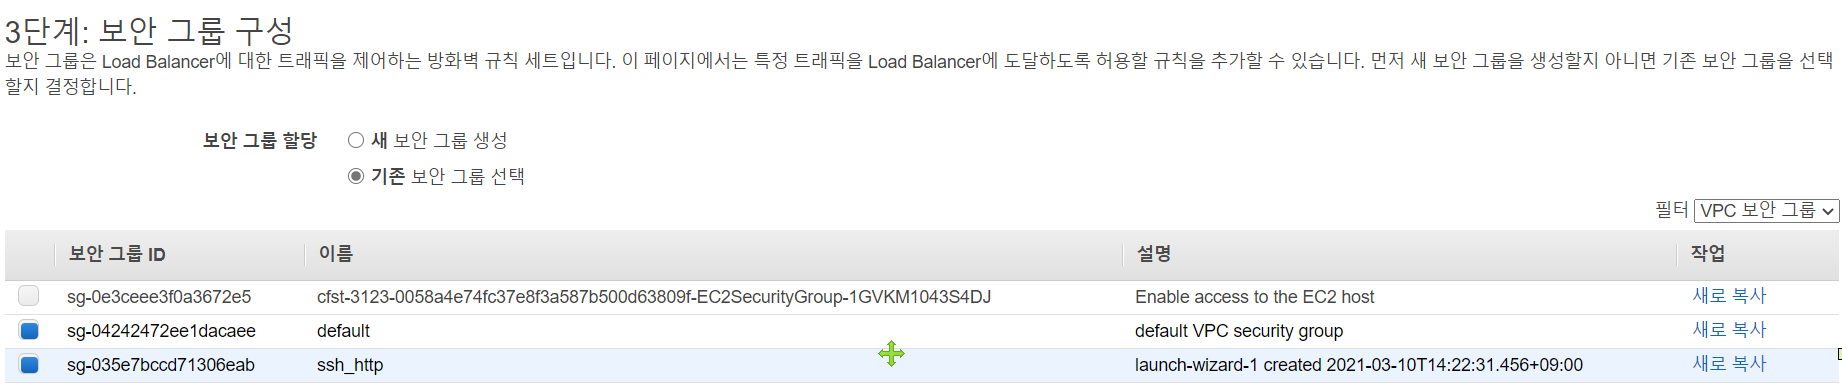 3단계: 보안 그룹 구성
보안 그룹은 Load Balancer에 대한 트래픽을 제어하는 방화벽 규칙 세트입니다. 이 페이지에서는 특정 트래픽을 Load Balancer에 도달하도록 허용할 규칙을 추가할 수 있습니다. 먼저 새 보안 그룹을 생성할지 아니면 기존 보안 그룹을 선택
할지 결정합니다.
보안 그룹 할당 새 보안 그룹 생성
기존 보안 그룹 선택
필터 VPC 보안 그룹
보안 그룹 ID 이름 설명 작업
sg-0e3ceee3f0a3672e5 cfst-3123-0058a4e74fc37e8f3a587b500d63809f-EC2SecurityGroup-1GVKM1043S4DJ Enable access to the EC2 host 새로 복사
sg-04242472ee1dacaee default default VPC security group 새로 복사
sg-035e7bccd71306eab ssh_http launch-wizard-1 created 2021-03-10T14:22:31.456+09:00 새로 복사